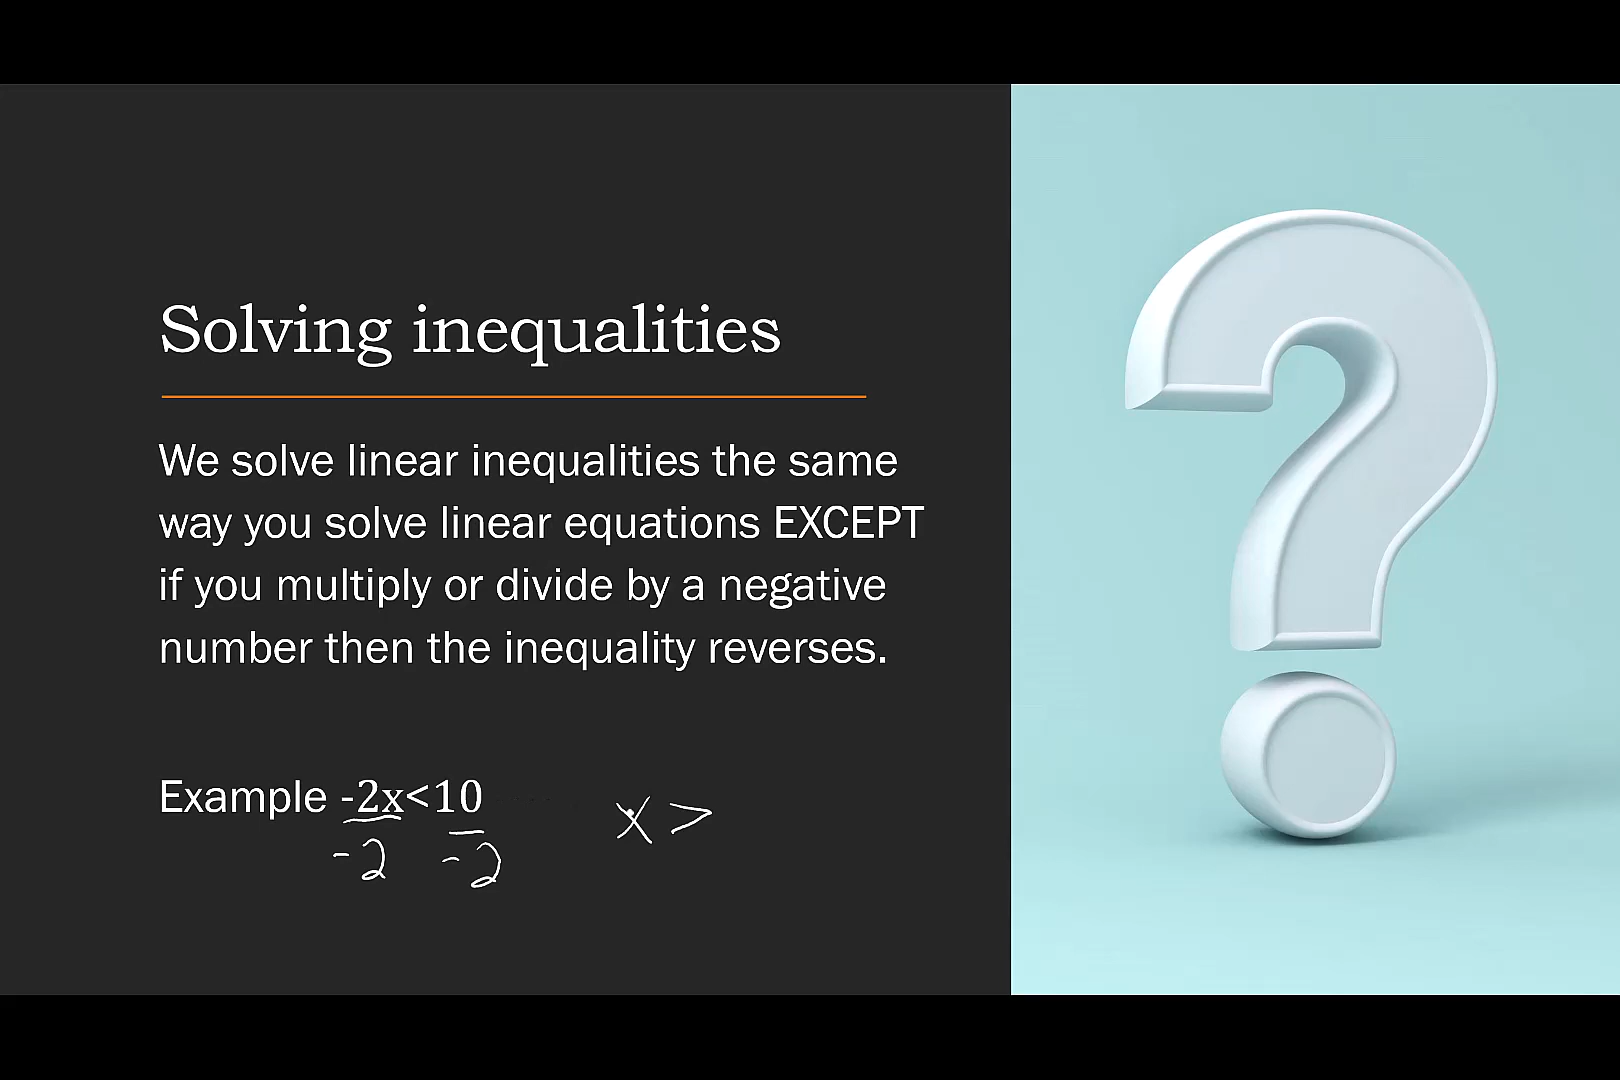 Solving inequalities
We solve linear inequalities the same
way you solve linear equations EXCEPT
if you multiply or divide by a negative
number then the inequality reverses.
Example -2x<10
x >
-2 -2